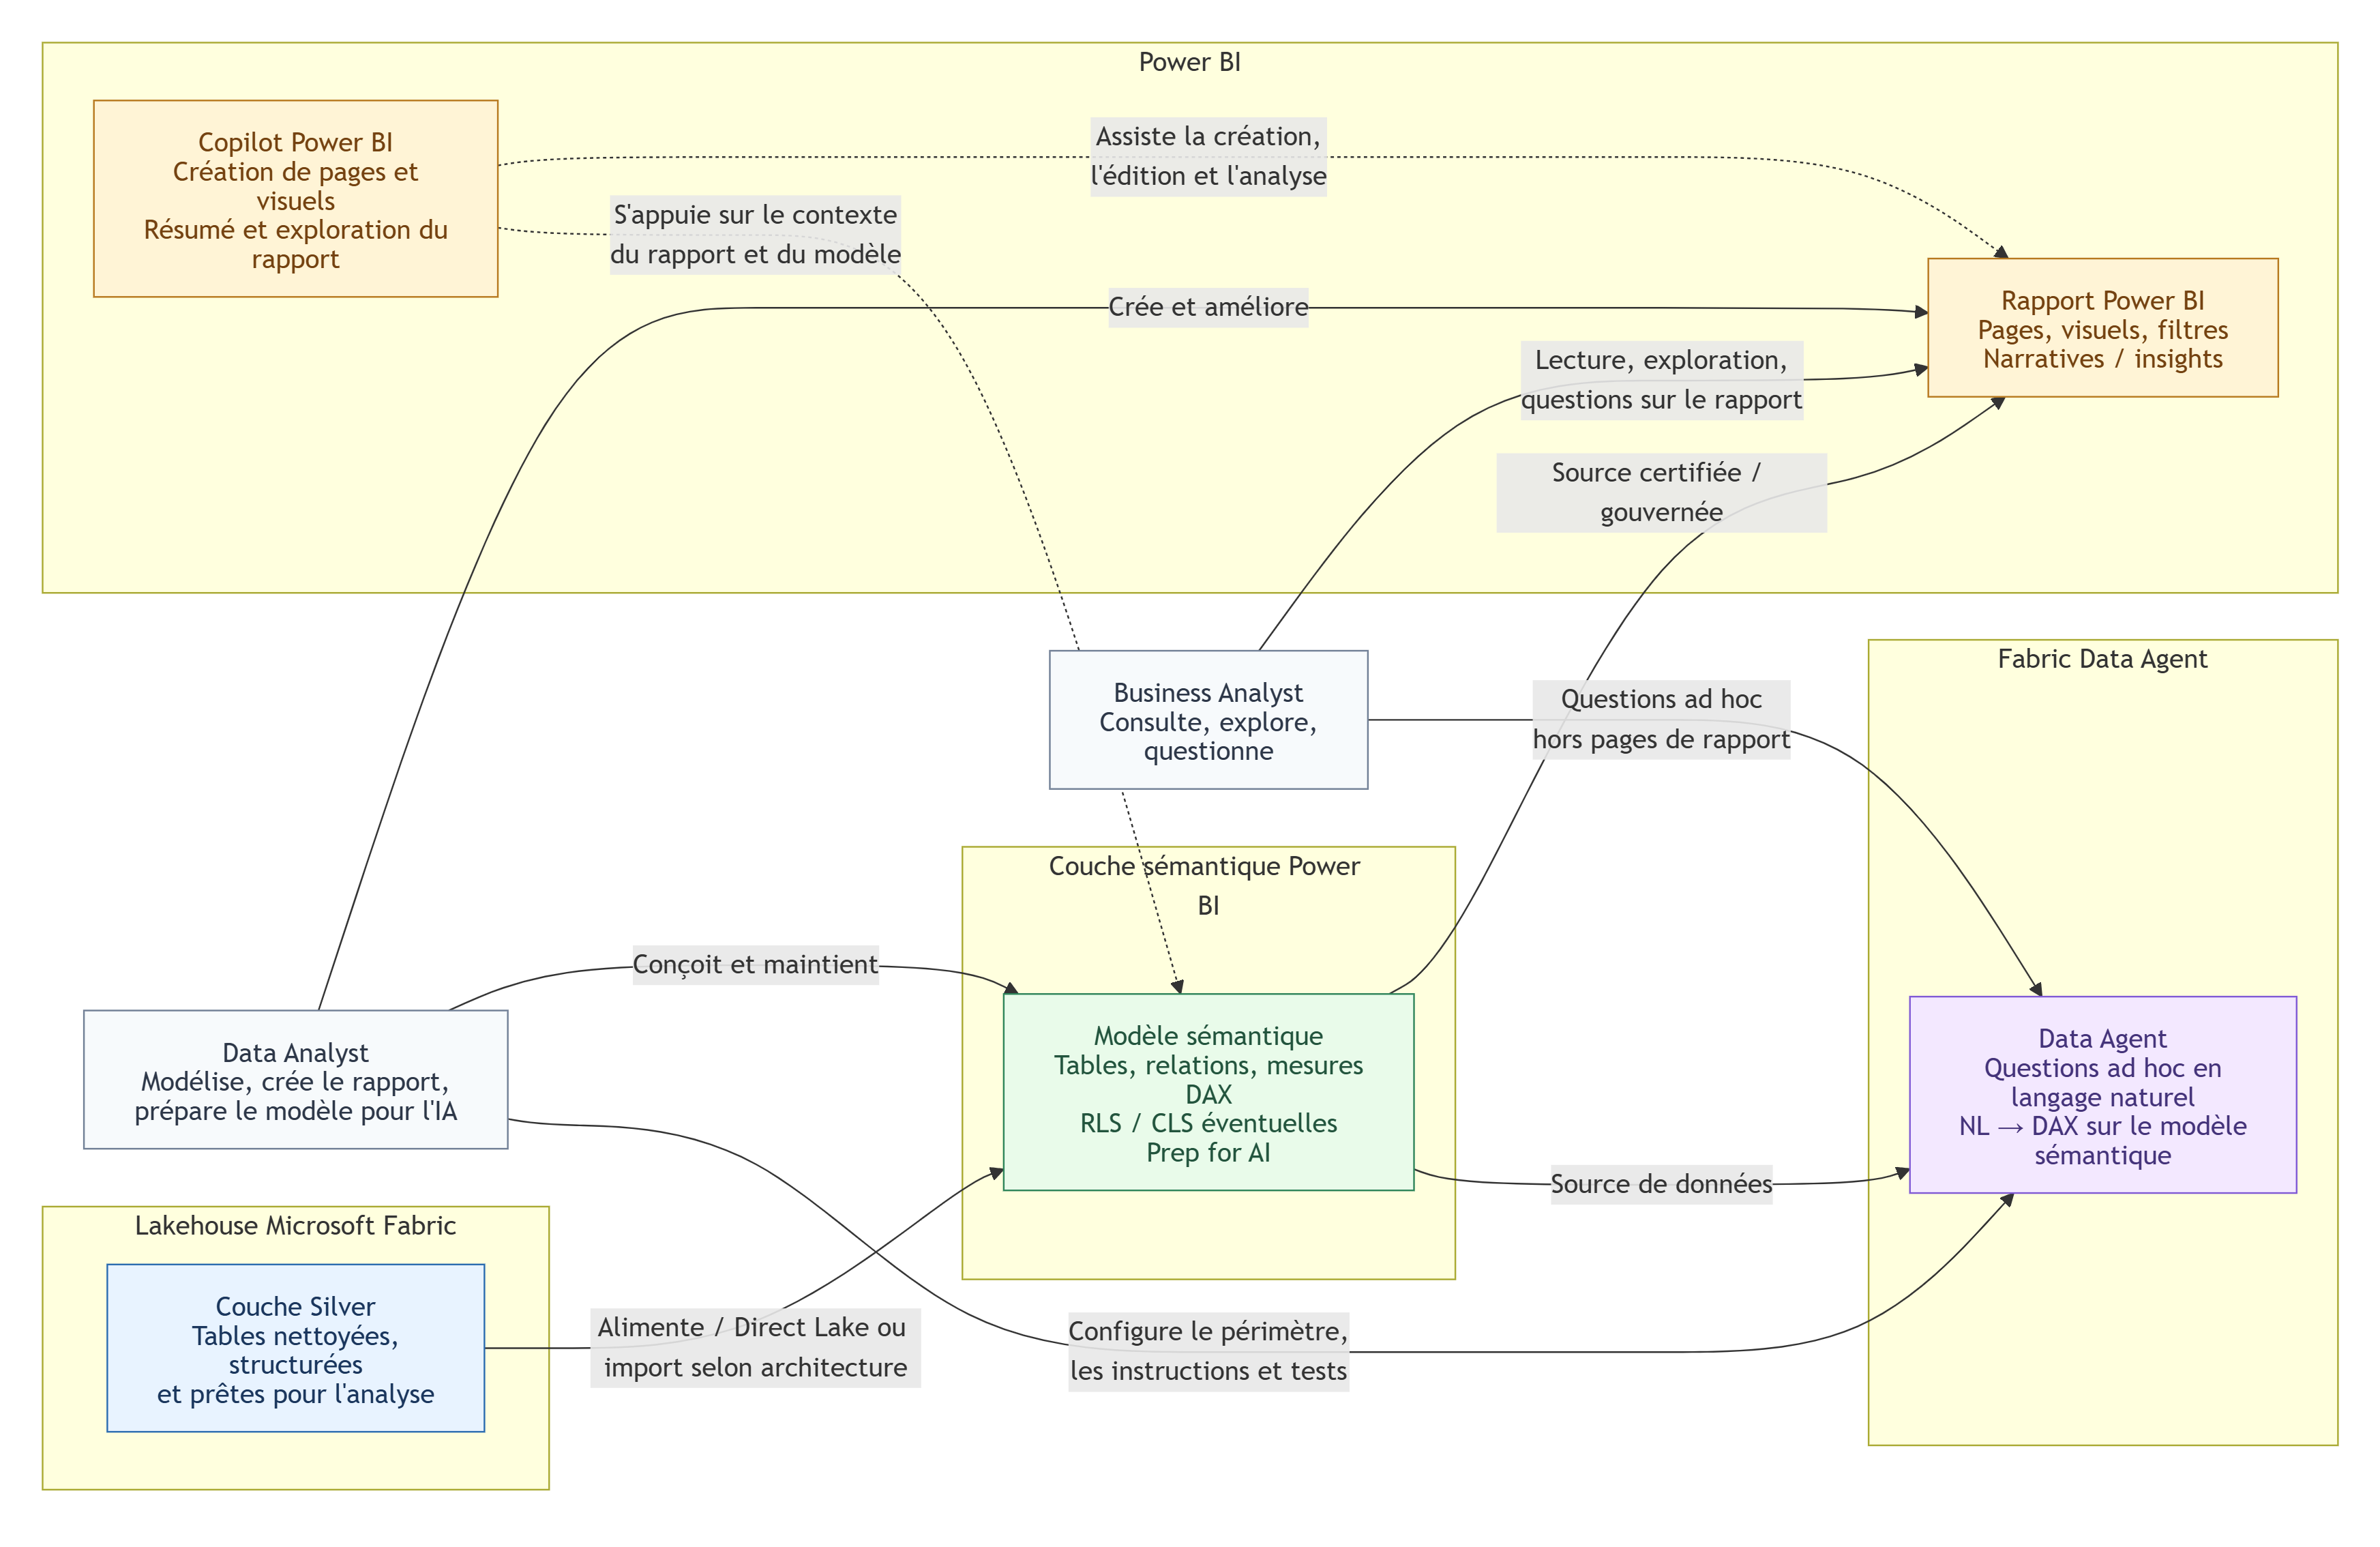 Power BI
Copilot Power BI
Création de pages et
visuels
Résumé et exploration du
rapport
Assiste la création,
l'édition et l'analyse
S'appuie sur le contexte
du rapport et du modèle
Crée et améliore
Rapport Power BI
Pages, visuels, filtres
Narratives / insights
Lecture, exploration,
questions sur le rapport
Source certifiée /
gouvernée
Business Analyst
Consulte, explore,
questionne
Questions ad hoc
hors pages de rapport
Fabric Data Agent
Couche sémantique Power
BI
Conçoit et maintient
Data Analyst
Modélise, crée le rapport,
prépare le modèle pour l'IA
Modèle sémantique
Tables, relations, mesures
DAX
RLS / CLS éventuelles
Prep for AI
Data Agent
Questions ad hoc en
langage naturel
NL → DAX sur le modèle
sémantique
Source de données
Lakehouse Microsoft Fabric
Couche Silver
Tables nettoyées,
structurées
et prêtes pour l'analyse
Alimente / Direct Lake ou
import selon architecture
Configure le périmètre,
les instructions et tests